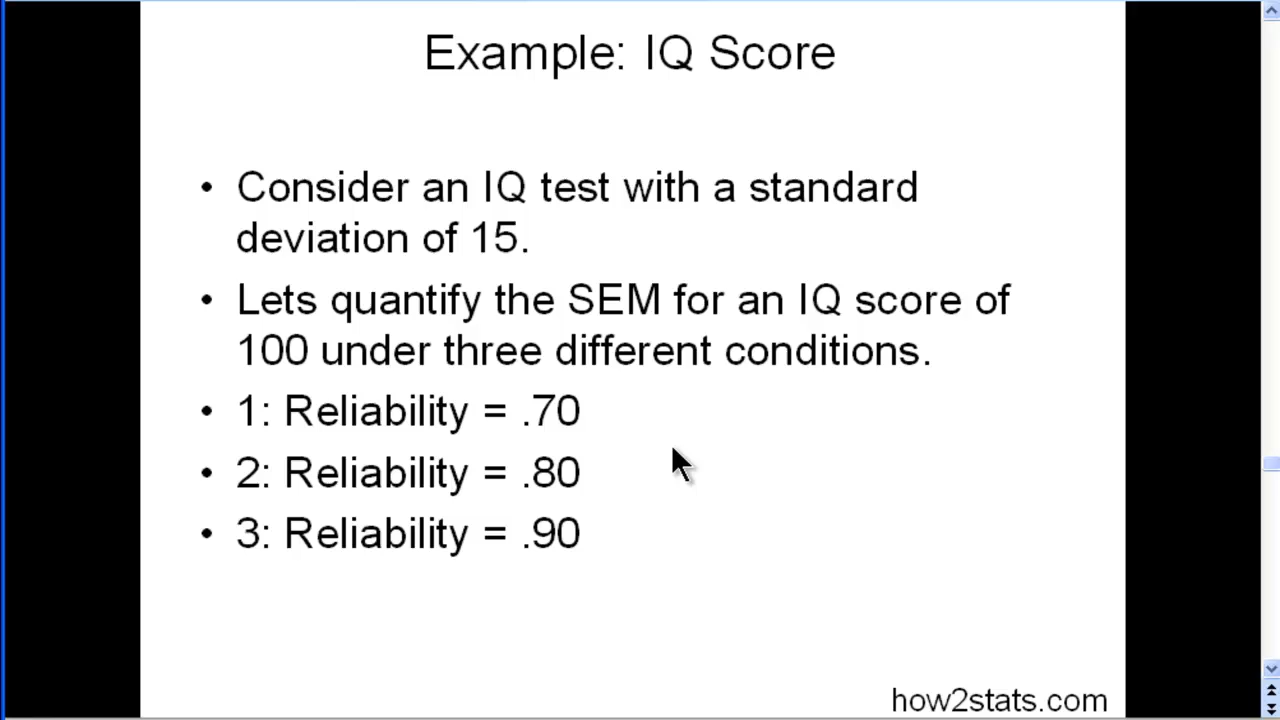 Example: IQ Score
• Consider an IQ test with a standard
deviation of 15.
• Lets quantify the SEM for an IQ score of
100 under three different conditions.
• 1: Reliability = .70
• 2: Reliability = .80
• 3: Reliability = .90
how2stats.com